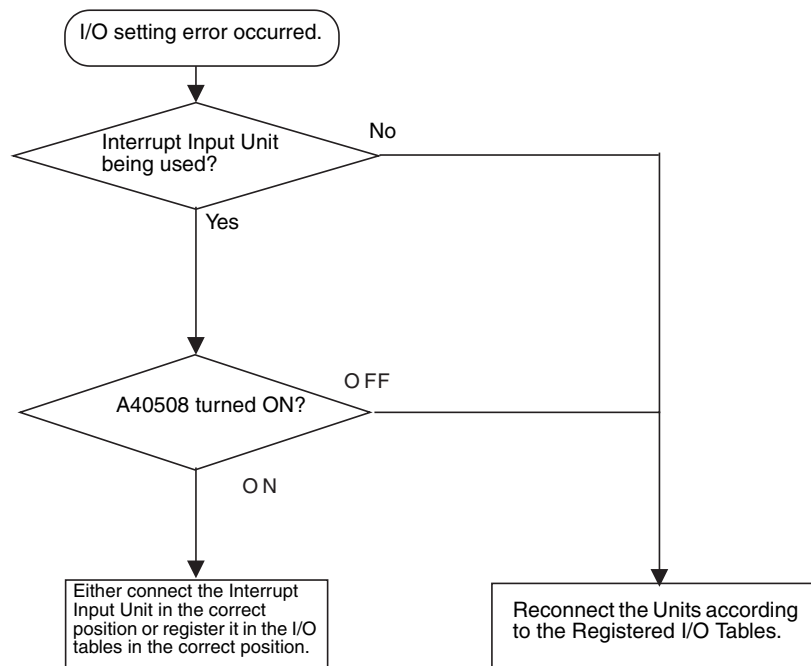 I/O setting error occurred.
Interrupt Input Unit
being used?
No
Yes
A40508 turned ON?
OFF
ON
Either connect the Interrupt
Input Unit in the correct
position or register it in the I/O
tables in the correct position.
Reconnect the Units according
to the Registered I/O Tables.